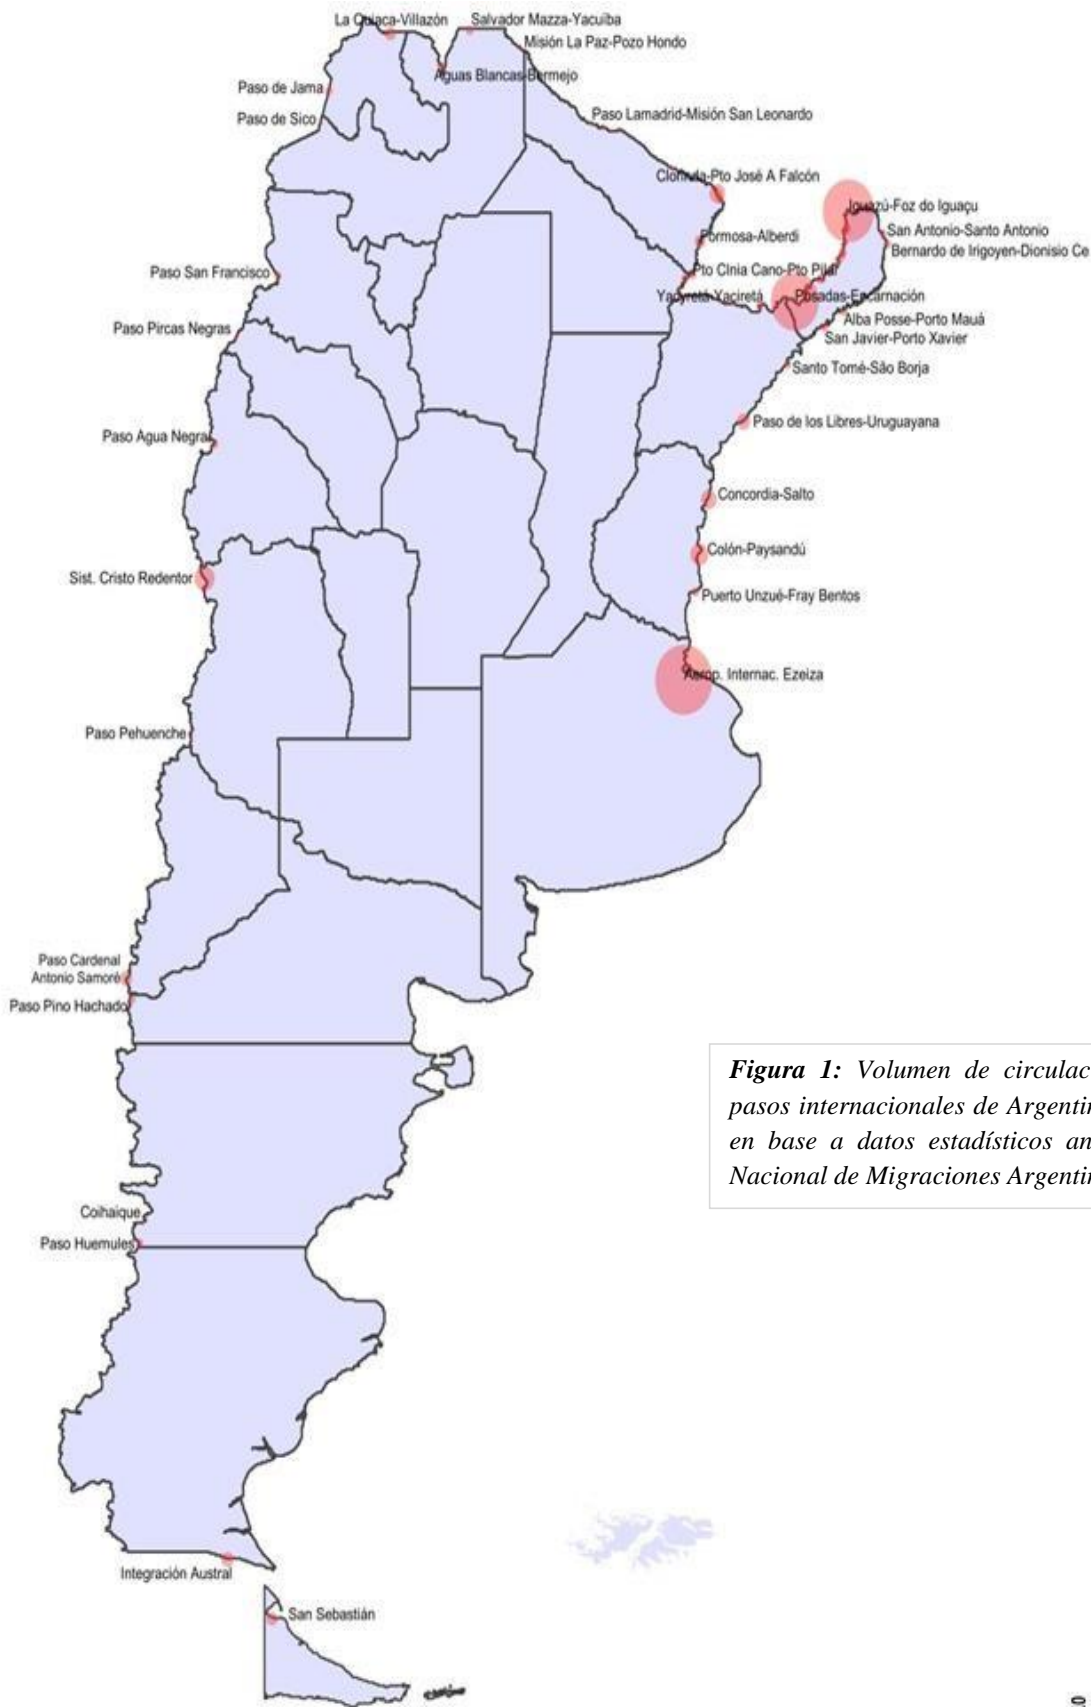 La Quiaca-Villazón
Salvador Mazza-Yacuíba
Misión La Paz-Pozo Hondo
Aguas Blancas-Bermejo
Paso de Jama
Paso de Sico
Paso Lamadrid-Misión San Leonardo
Clorinda-Pto José A Falcón
Iguazú-Foz do Iguaçu
San Antonio-Santo Antonio
Formosa-Alberdi
Bernardo de Irigoyen-Dionisio Ce
Paso San Francisco
Pto Clnia Cano-Pto Pilar
Yacyretá-Yaciretá
Posadas-Encarnación
Alba Posse-Porto Mauá
Paso Pircas Negras
San Javier-Porto Xavier
Santo Tomé-São Borja
Paso de los Libres-Uruguayana
Paso Agua Negra
Concordia-Salto
Colón-Paysandú
Sist. Cristo Redentor
Puerto Unzué-Fray Bentos
Aerop. Internac. Ezeiza
Paso Pehuenche
Paso Cardenal
Antonio Samoré
Paso Pino Hachado
Figura 1: Volumen de circulac
pasos internacionales de Argentin
en base a datos estadísticos an
Nacional de Migraciones Argentin
Coihaique
Paso Huemules
Integración Austral
San Sebastián